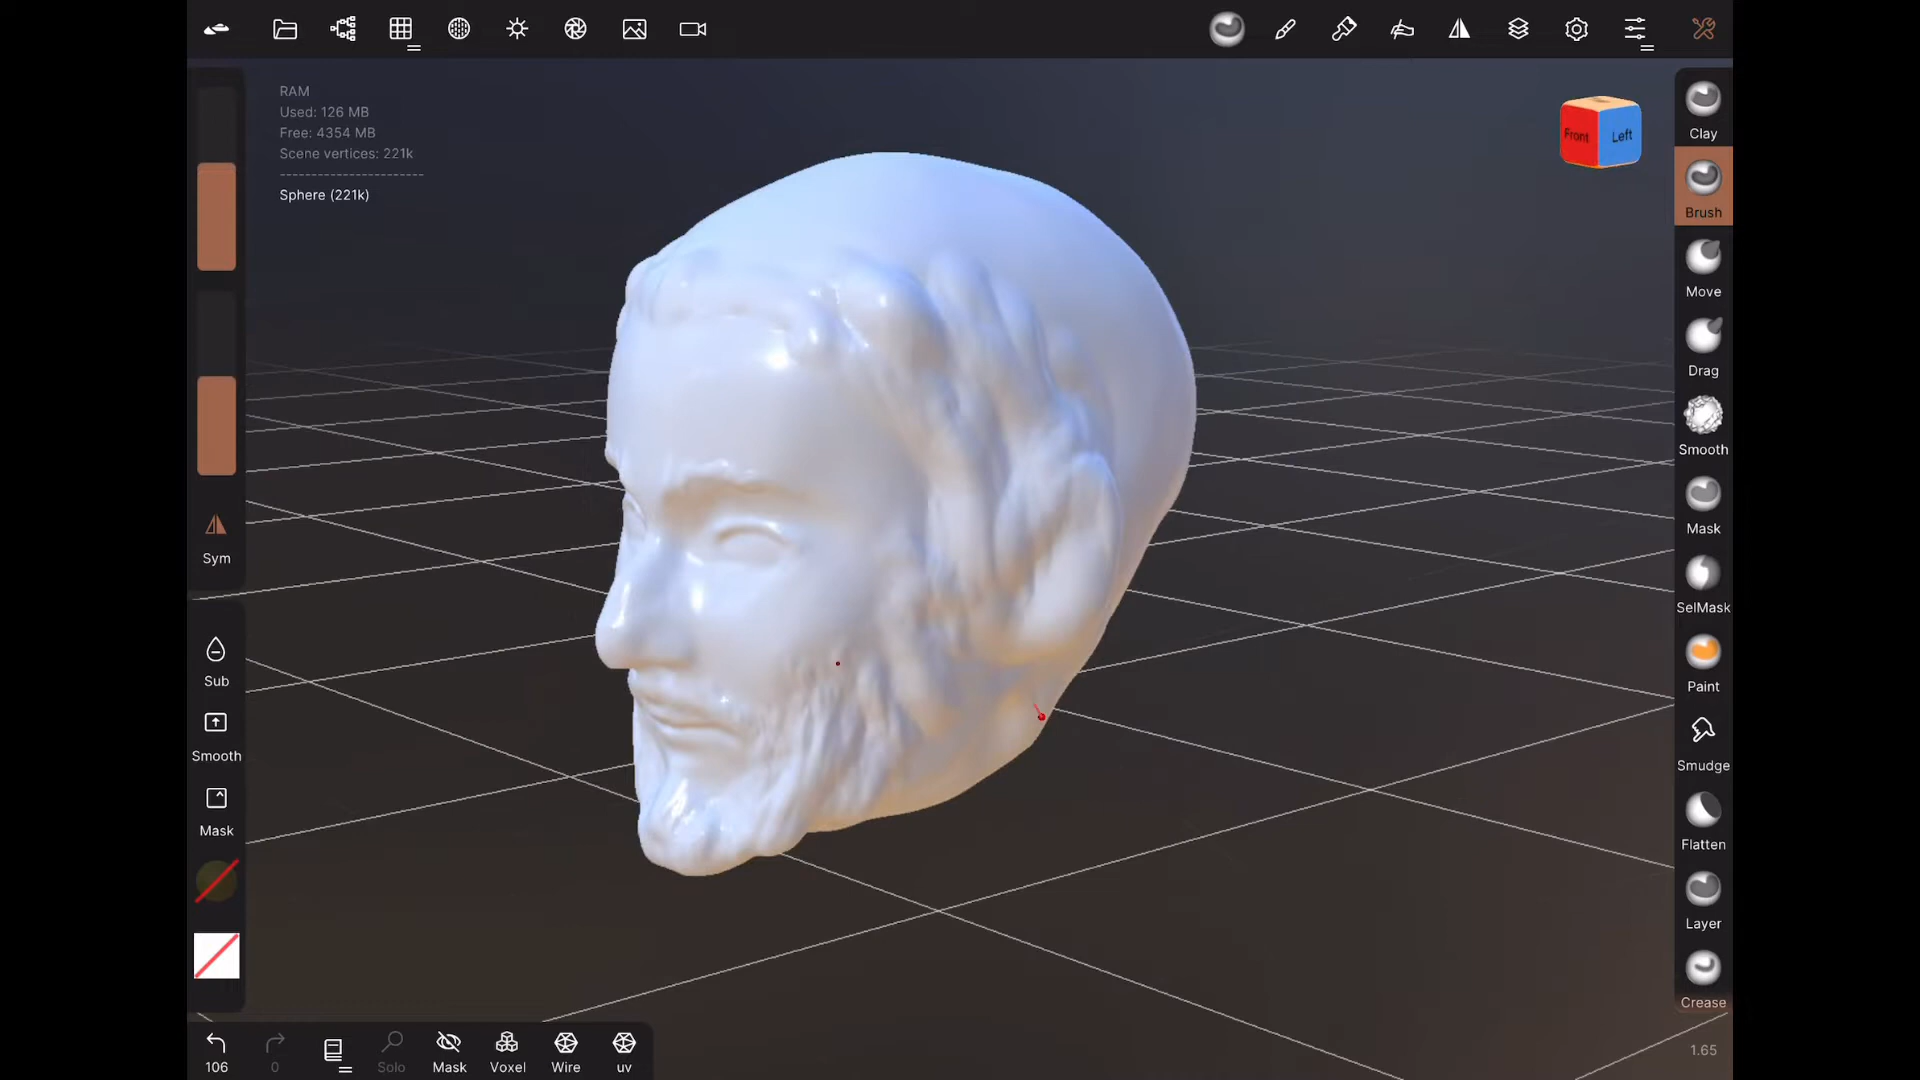 RAM
Used: 126 MB
Free: 4354 MB
Scene vertices: 221k
------------------------
Sphere (221k)
Front
Left
Clay
Brush
Move
Drag
Smooth
Mask
SelMask
Paint
Smudge
Flatten
Layer
Crease
Sym
Sub
Smooth
Mask
106
0
Solo
Mask
Voxel
Wire
uv
1.65